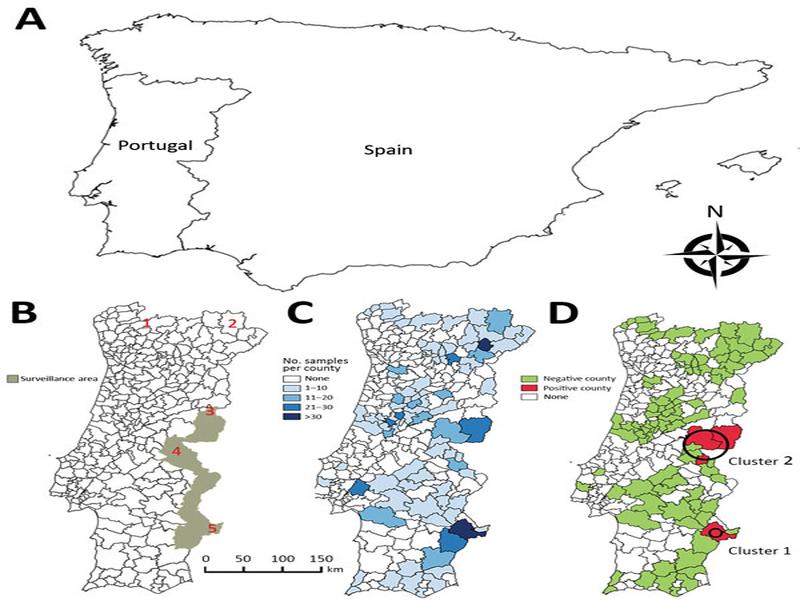 A
Portugal
Spain
N
B
1
2
Surveillance area
3
4
5
0 50 100 150
km
C
No. samples
per county
None
1–10
11–20
21–30
>30
D
Negative county
Positive county
None
Cluster 2
Cluster 1